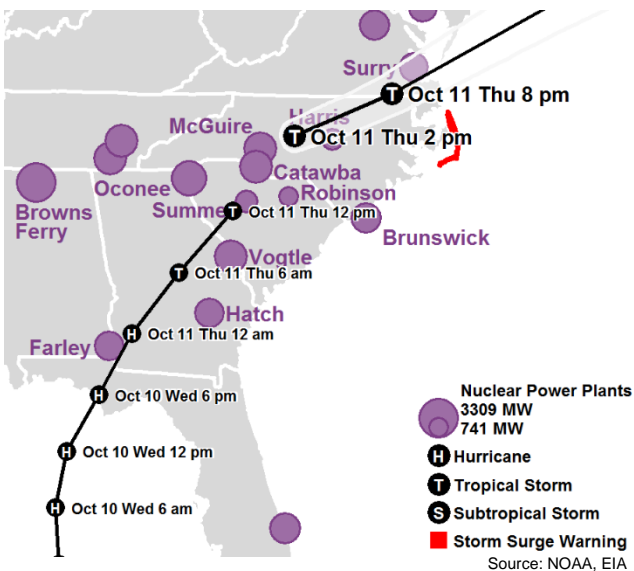 Surry
Oct 11 Thu 8 pm
Harris
McGuire
Oct 11 Thu 2 pm
Catawba
Oconee
Robinson
Browns
Ferry
Summe
Oct 11 Thu 12 pm
Brunswick
Vogtle
Oct 11 Thu 6 am
Hatch
Oct 11 Thu 12 am
Farley
Oct 10 Wed 6 pm
Oct 10 Wed 12 pm
Oct 10 Wed 6 am
T
T
T
T
H
H
H
H
Nuclear Power Plants
3309 MW
741 MW
H Hurricane
T Tropical Storm
S Subtropical Storm
Storm Surge Warning
Source: NOAA, EIA